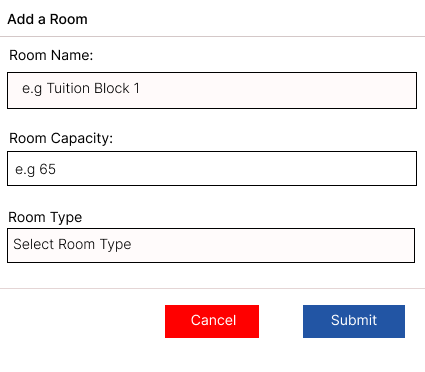 Add a Room
Room Name:
e.g Tuition Block 1
Room Capacity:
e.g 65
Room Type
Select Room Type
Cancel Submit